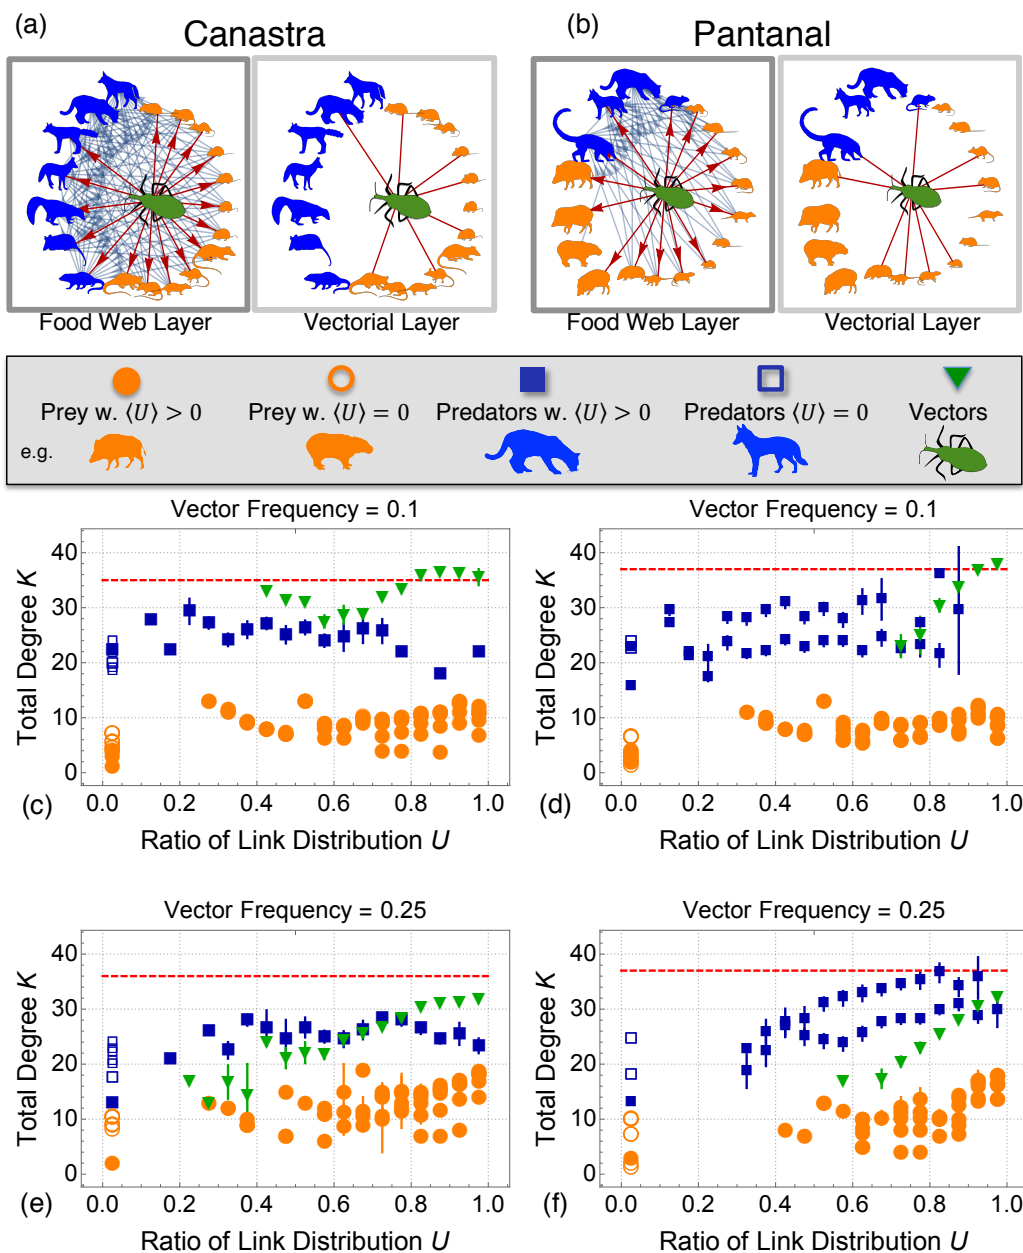 (a)
Canastra
(b)
Pantanal
Food Web Layer
Vectorial Layer
Food Web Layer
Vectorial Layer
Prey w. ⟨U⟩ > 0
Prey w. ⟨U⟩ = 0
Predators w. ⟨U⟩ > 0
Predators ⟨U⟩ = 0
Vectors
e.g.
Vector Frequency = 0.1
Total Degree K
40
30
20
10
0
0.0 0.2 0.4 0.6 0.8 1.0
(c)
Ratio of Link Distribution U
Vector Frequency = 0.1
Total Degree K
40
30
20
10
0
0.0 0.2 0.4 0.6 0.8 1.0
(d)
Ratio of Link Distribution U
Vector Frequency = 0.25
Total Degree K
40
30
20
10
0
0.0 0.2 0.4 0.6 0.8 1.0
(e)
Ratio of Link Distribution U
Vector Frequency = 0.25
Total Degree K
40
30
20
10
0
0.0 0.2 0.4 0.6 0.8 1.0
(f)
Ratio of Link Distribution U